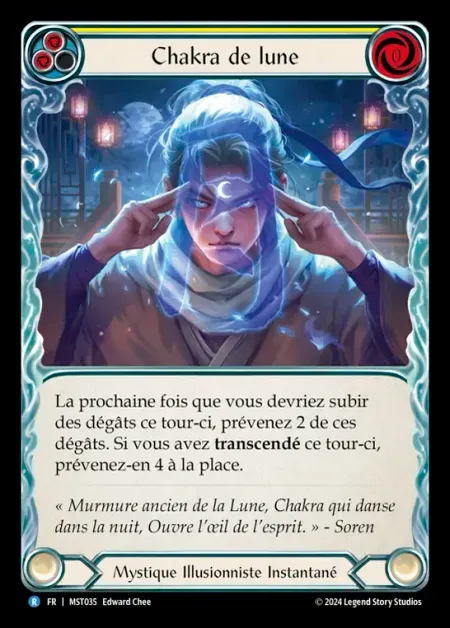 Chakra de lune
0
La prochaine fois que vous devriez subir
des dégâts ce tour-ci, prévenez 2 de ces
dégâts. Si vous avez transcendé ce tour-ci,
prévenez-en 4 à la place.
« Murmure ancien de la Lune, Chakra qui danse
dans la nuit, Ouvre l’œil de l’esprit. » - Soren
Mystique Illusionniste Instantané
R | FR | MST035 Edward Chee
© 2024 Legend Story Studios